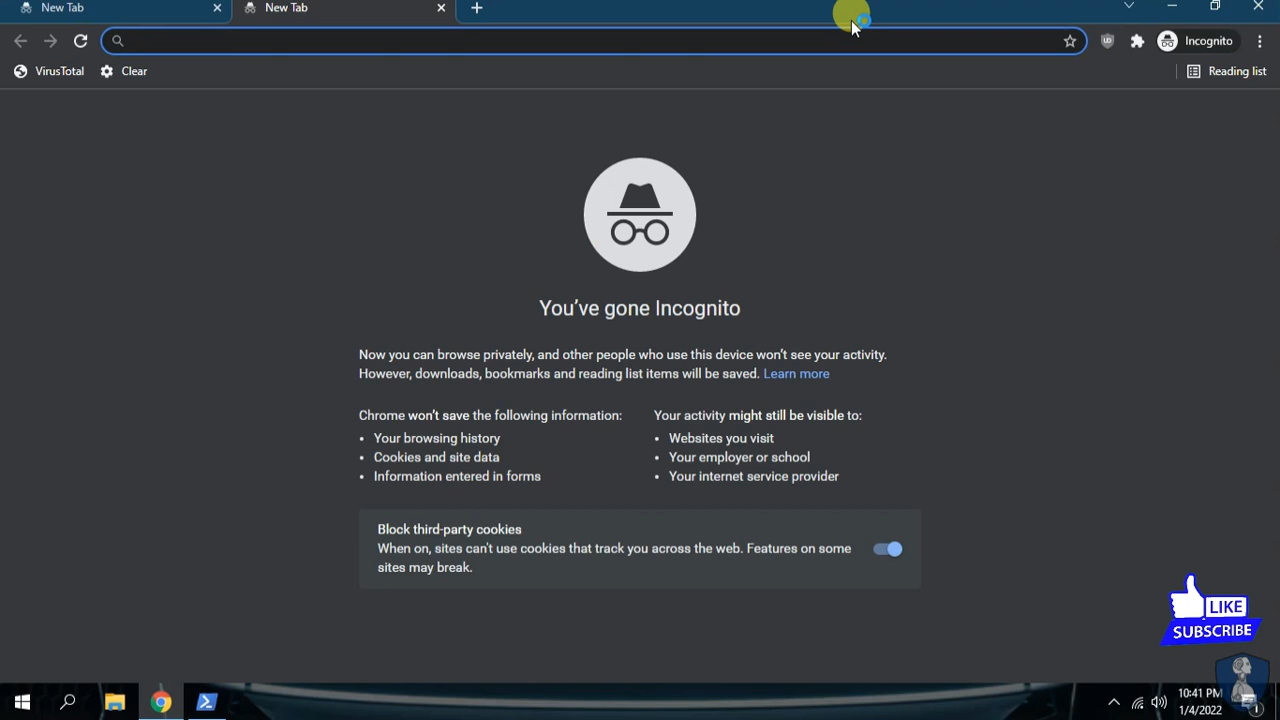 New Tab
New Tab
Incognito
VirusTotal
Clear
Reading list
You've gone Incognito
Now you can browse privately, and other people who use this device won't see your activity.
However, downloads, bookmarks and reading list items will be saved. Learn more
Chrome won't save the following information:
Your browsing history
Cookies and site data
Information entered in forms
Your activity might still be visible to:
Websites you visit
Your employer or school
Your internet service provider
Block third-party cookies
When on, sites can't use cookies that track you across the web. Features on some
sites may break.
LIKE
SUBSCRIBE
10:41 PM
1/4/2022
1